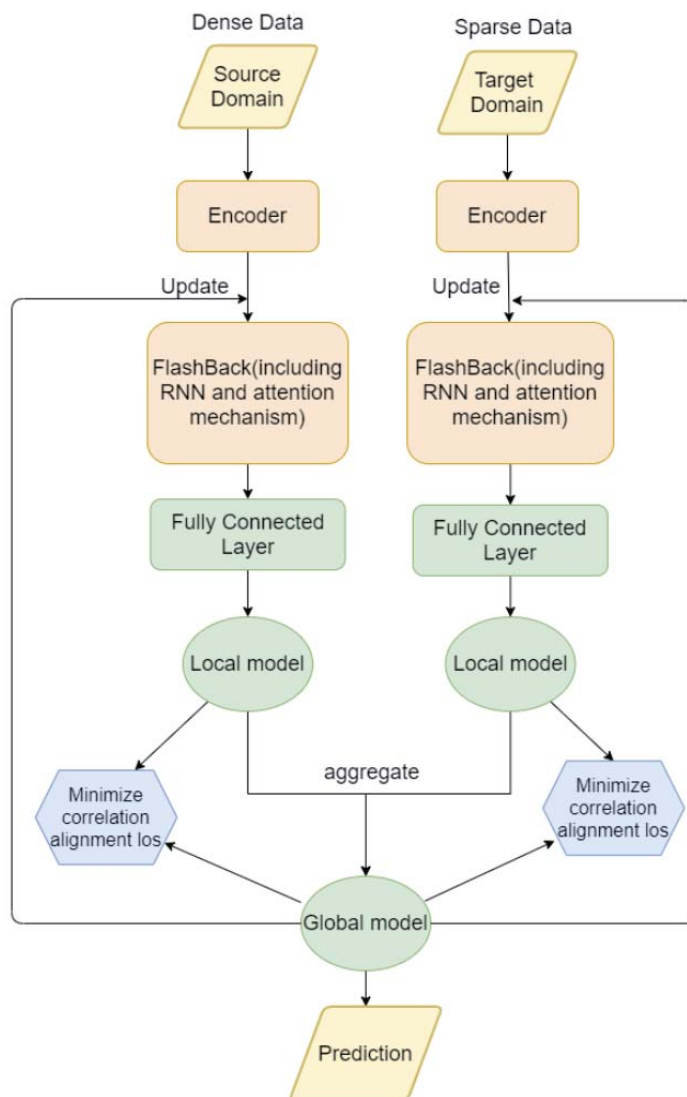 Dense Data
Sparse Data
Source
Domain
Target
Domain
Encoder
Encoder
Update
Update
FlashBack(including
RNN and attention
mechanism)
FlashBack(including
RNN and attention
mechanism)
Fully Connected
Layer
Fully Connected
Layer
Local model
Local model
aggregate
Minimize
correlation
alignment los
Minimize
correlation
alignment los
Global model
Prediction